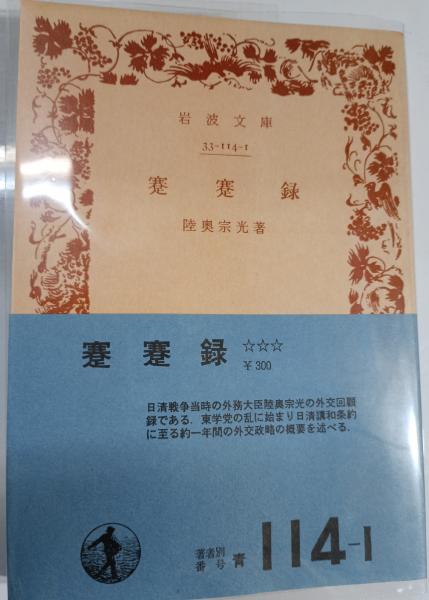 岩波文庫
33-114-1
蹇蹇録
陸奥宗光著
蹇蹇録 ☆☆☆
¥300
日清戦争当時の外務大臣陸奥宗光の外交回顧
録である．東学党の乱に始まり日清講和条約
に至る約一年間の外交政略の概要を述べる．
著者別
番号 青 114-1